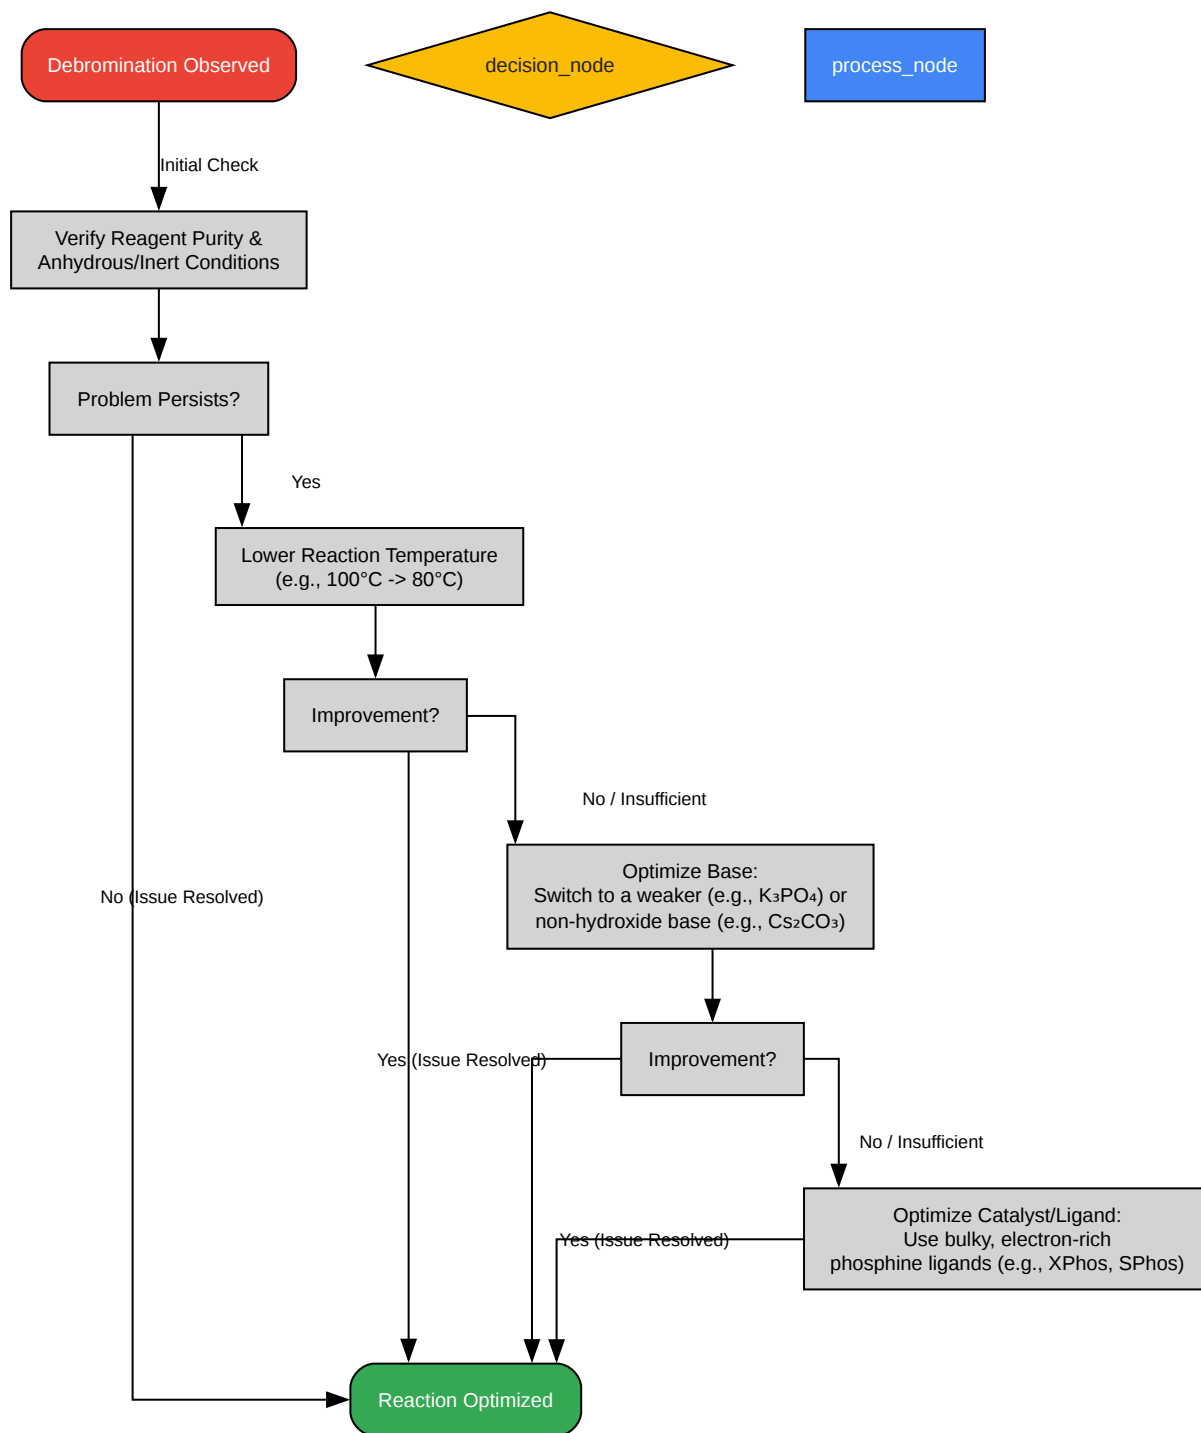 Debromination Observed
decision_node
process_node
Initial Check
Verify Reagent Purity &
Anhydrous/Inert Conditions
Problem Persists?
Yes
Lower Reaction Temperature
(e.g., 100°C -> 80°C)
Improvement?
No / Insufficient
Optimize Base:
Switch to a weaker (e.g., K₃PO₄) or
non-hydroxide base (e.g., Cs₂CO₃)
No (Issue Resolved)
Yes (Issue Resolved)
Improvement?
No / Insufficient
Optimize Catalyst/Ligand:
Use bulky, electron-rich
phosphine ligands (e.g., XPhos, SPhos)
Yes (Issue Resolved)
Reaction Optimized